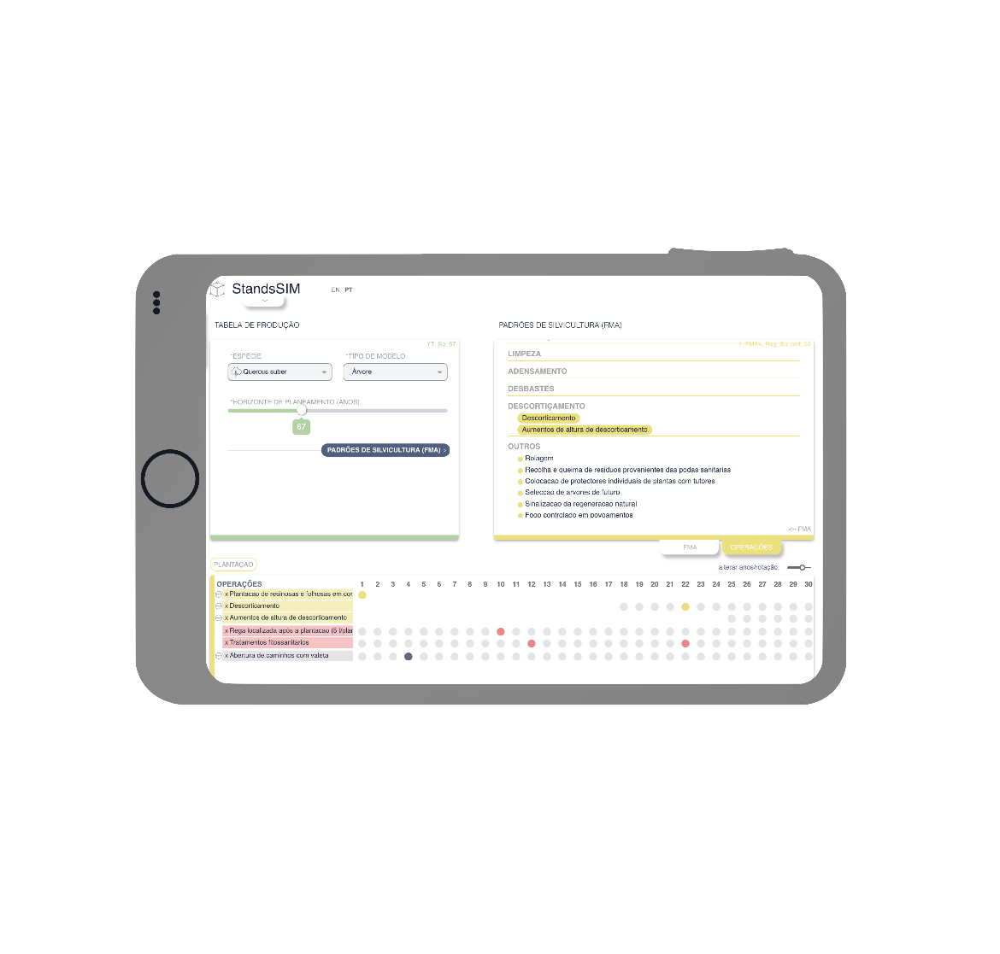 StandsSIM
EN PT
TABELA DE PRODUÇÃO
YT_Sb_67
*ESPÉCIE
*TIPO DE MODELO
Quercus suber
Árvore
*HORIZONTE DE PLANEAMENTO (ANOS)
67
PADRÕES DE SILVICULTURA (FMA) >
PADRÕES DE SILVICULTURA (FMA)
LIMPEZA
ADENSAMENTO
DESBASTES
DESCORTIÇAMENTO
Descorticamento
Aumentos de altura de descorticamento
OUTROS
Rolagem
Recolha e queima de residuos provenientes das podas sanitarias
Colocacao de protectores individuais de plantas com tutores
Seleccao de arvores de futuro
Sinalizacao da regeneracao natural
Fogo controlado em povoamentos
<-- FMA
FMA
OPERAÇÕES
PLANTAÇÃO
a terar anos/rotação:
OPERAÇÕES 1 2 3 4 5 6 7 8 9 10 11 12 13 14 15 16 17 18 19 20 21 22 23 24 25 26 27 28 29 30
x Plantacao de resinosas e folhosas em cor
x Descorticamento
x Aumentos de altura de descorticamento
x Rega localizada após a plantacao (5 l/plar
x Tratamentos fitossanitarios
x Abertura de caminhos com valeta